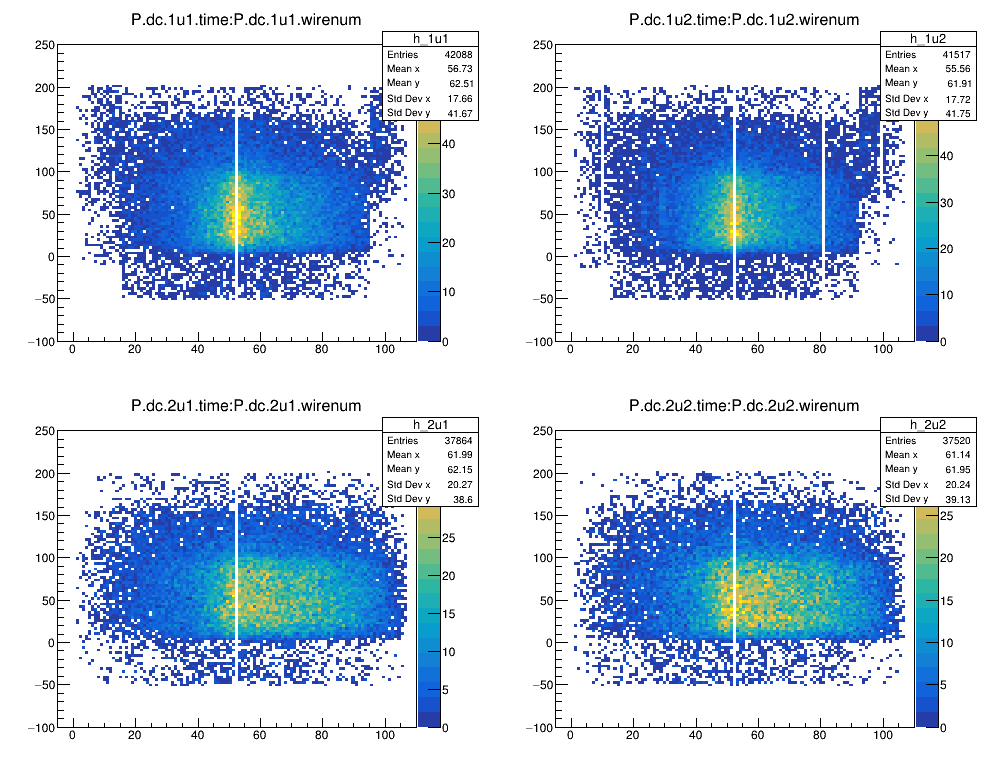 P.dc.1u1.time:P.dc.1u1.wirenum
h_1u1
Entries 42088
Mean x 56.73
Mean y 62.51
Std Dev x 17.66
Std Dev y 41.67
250
200
150
100
50
0
−50
−100
0 20 40 60 80 100
40
30
20
10
0
P.dc.1u2.time:P.dc.1u2.wirenum
h_1u2
Entries 41517
Mean x 55.56
Mean y 61.91
Std Dev x 17.72
Std Dev y 41.75
250
200
150
100
50
0
−50
−100
0 20 40 60 80 100
40
30
20
10
0
P.dc.2u1.time:P.dc.2u1.wirenum
h_2u1
Entries 37864
Mean x 61.99
Mean y 62.15
Std Dev x 20.27
Std Dev y 38.6
250
200
150
100
50
0
−50
−100
0 20 40 60 80 100
25
20
15
10
5
0
P.dc.2u2.time:P.dc.2u2.wirenum
h_2u2
Entries 37520
Mean x 61.14
Mean y 61.95
Std Dev x 20.24
Std Dev y 39.13
250
200
150
100
50
0
−50
−100
0 20 40 60 80 100
25
20
15
10
5
0